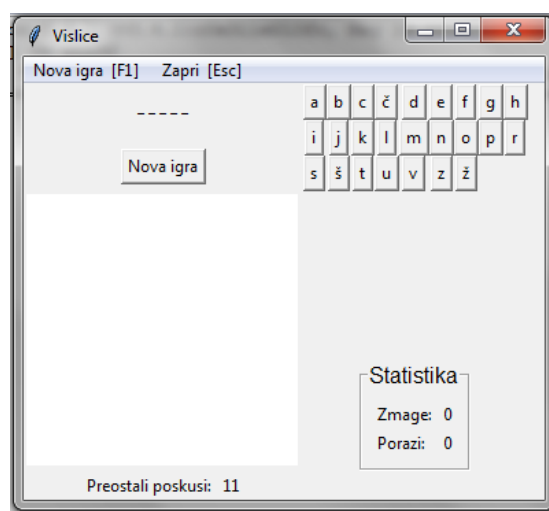 Vislice
Nova igra [F1] Zapri [Esc]
-----
Nova igra
a b c č d e f g h
i j k l m n o p r
s š t u v z ž
Statistika
Zmage: 0
Porazi: 0
Preostali poskusi: 11